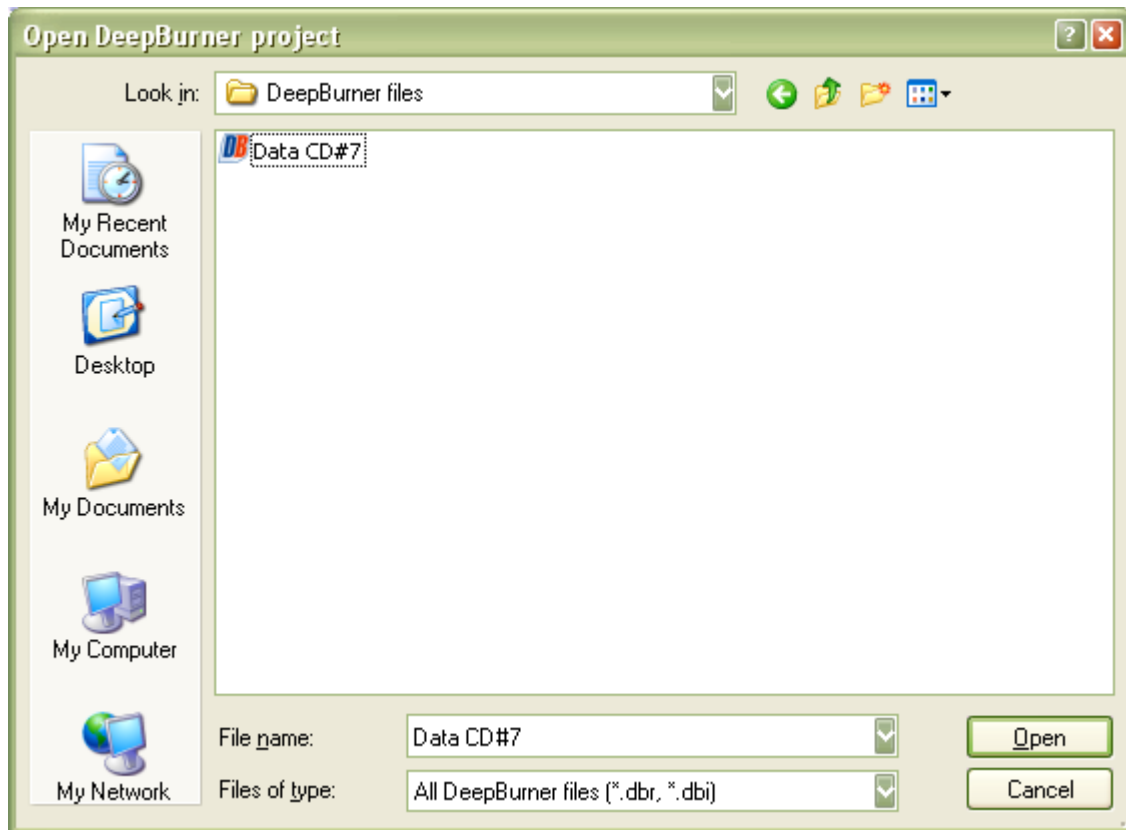 Open DeepBurner project
Look in: DeepBurner files
DB Data CD#7
My Recent
Documents
Desktop
My Documents
My Computer
My Network
File name: Data CD#7 Open
Files of type: All DeepBurner files (*.dbr, *.dbi) Cancel